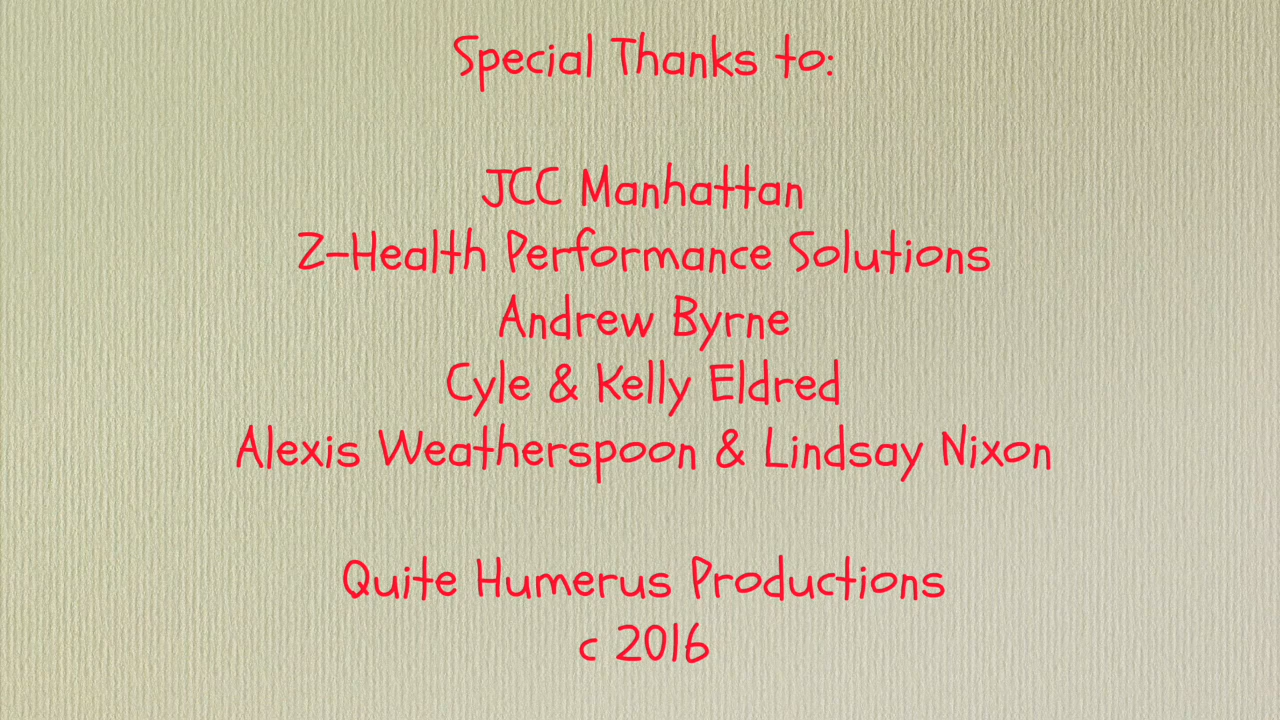 Special Thanks to:
JCC Manhattan
Z-Health Performance Solutions
Andrew Byrne
Cyle & Kelly Eldred
Alexis Weatherspoon & Lindsay Nixon
Quite Humerus Productions
c 2016